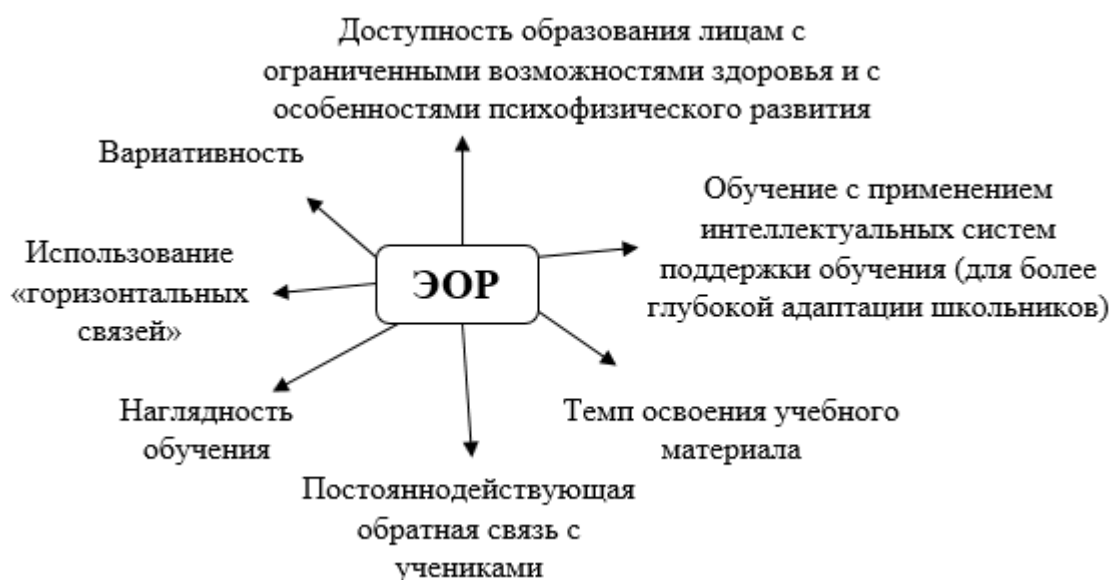 Доступность образования лицам с
ограниченными возможностями здоровья и с
особенностями психофизического развития
Вариативность
Обучение с применением
интеллектуальных систем
поддержки обучения (для более
глубокой адаптации школьников)
Использование
«горизонтальных
связей»
ЭОР
Наглядность
обучения
Темп освоения учебного
материала
Постояннодействующая
обратная связь с
учениками